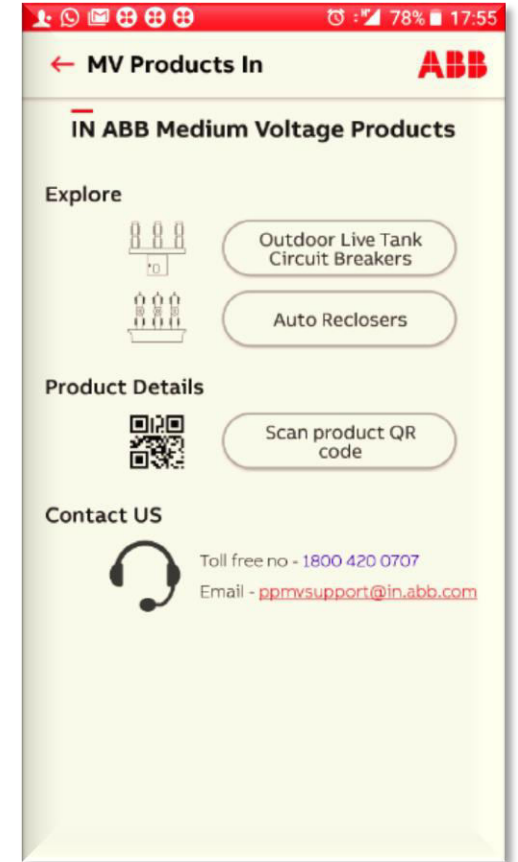 78% 17:55
← MV Products In ABB
IN ABB Medium Voltage Products
Explore
Outdoor Live Tank
Circuit Breakers
Auto Reclosers
Product Details
Scan product QR
code
Contact US
Toll free no - 1800 420 0707
Email - ppmvsupport@in.abb.com